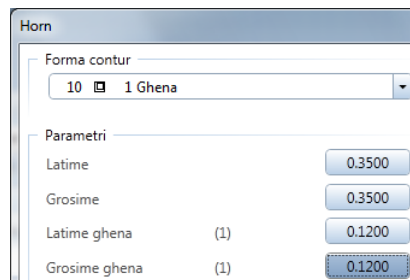 Horn
Forma contur
10 1 Ghena
Parametri
Latime 0.3500
Grosime 0.3500
Latime ghena (1) 0.1200
Grosime ghena (1) 0.1200